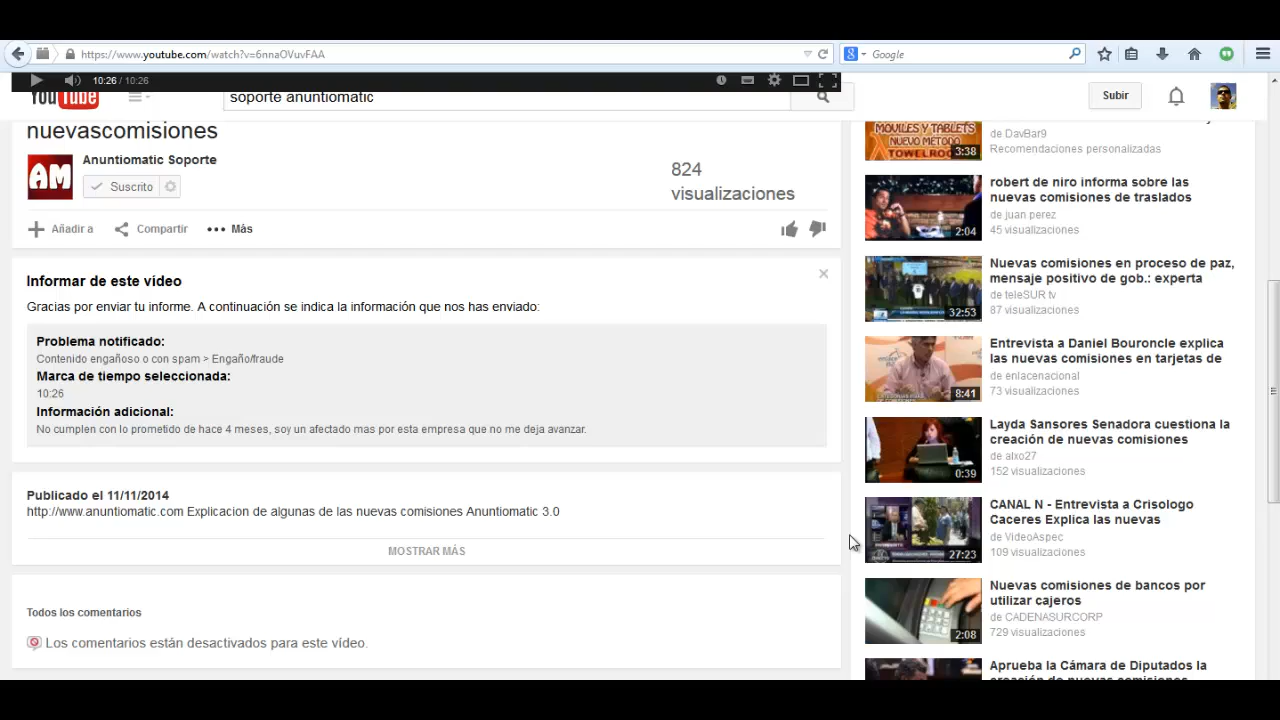 https://www.youtube.com/watch?v=6nnaOVuvFAA
Google
10:26 / 10:26
YouTube
soporte anuntiomatic
Subir
nuevascomisiones
AM
Anuntiomatic Soporte
Suscrito
824
visualizaciones
Añadir a
Compartir
Más
Informar de este vídeo
Gracias por enviar tu informe. A continuación se indica la información que nos has enviado:
Problema notificado:
Contenido engañoso o con spam > Engaño/fraude
Marca de tiempo seleccionada:
10:26
Información adicional:
No cumplen con lo prometido de hace 4 meses, soy un afectado mas por esta empresa que no me deja avanzar.
Publicado el 11/11/2014
http://www.anuntiomatic.com Explicacion de algunas de las nuevas comisiones Anuntiomatic 3.0
MOSTRAR MÁS
Todos los comentarios
Los comentarios están desactivados para este vídeo.
MOVILES Y TABLETS
NUEVO METODO
TOWELROO
3:38
de DavBar9
Recomendaciones personalizadas
2:04
robert de niro informa sobre las
nuevas comisiones de traslados
de juan perez
45 visualizaciones
32:53
Nuevas comisiones en proceso de paz,
mensaje positivo de gob.: experta
de teleSUR tv
87 visualizaciones
8:41
Entrevista a Daniel Bouroncle explica
las nuevas comisiones en tarjetas de
de enlacenacional
73 visualizaciones
0:39
Layda Sansores Senadora cuestiona la
creación de nuevas comisiones
de alxo27
152 visualizaciones
27:23
CANAL N - Entrevista a Crisologo
Caceres Explica las nuevas
de VideoAspec
109 visualizaciones
2:08
Nuevas comisiones de bancos por
utilizar cajeros
de CADENASURCORP
729 visualizaciones
Aprueba la Cámara de Diputados la
creación de nuevas comisiones